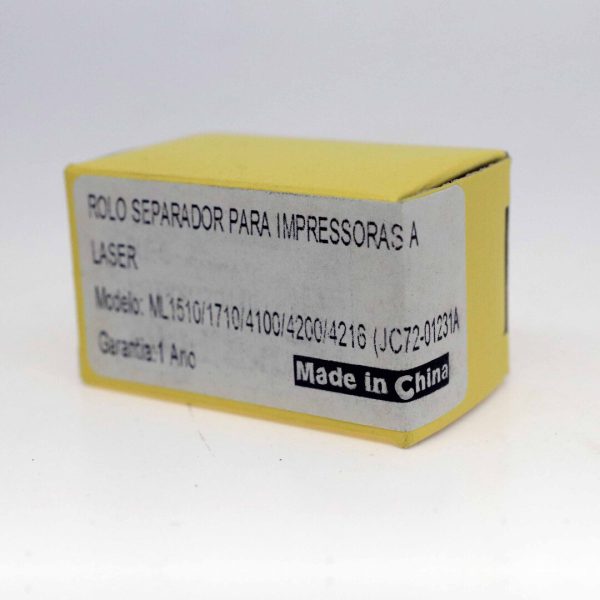 ROLO SEPARADOR PARA IMPRESSORAS A
LASER
Modelo: ML1510/1710/4100/4200/4216 (JC72-01231A
Garantia:1 Ano
Made in China